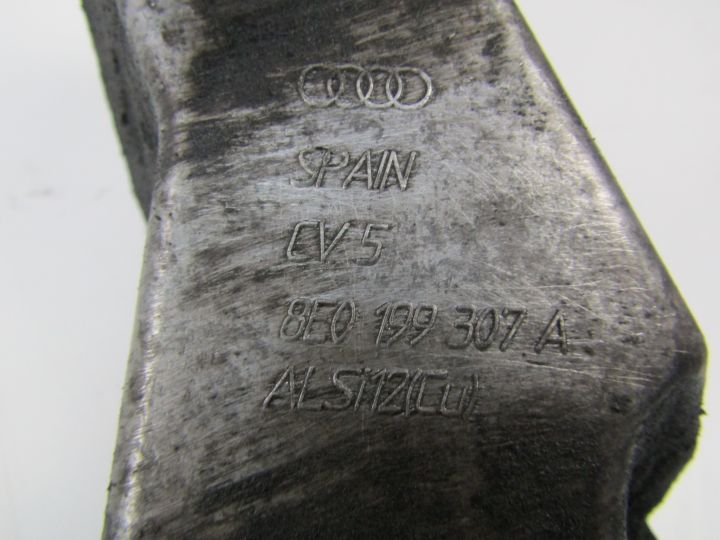 SPAIN
CV 5
8E0 199 307 A
ALSi12(Cu)